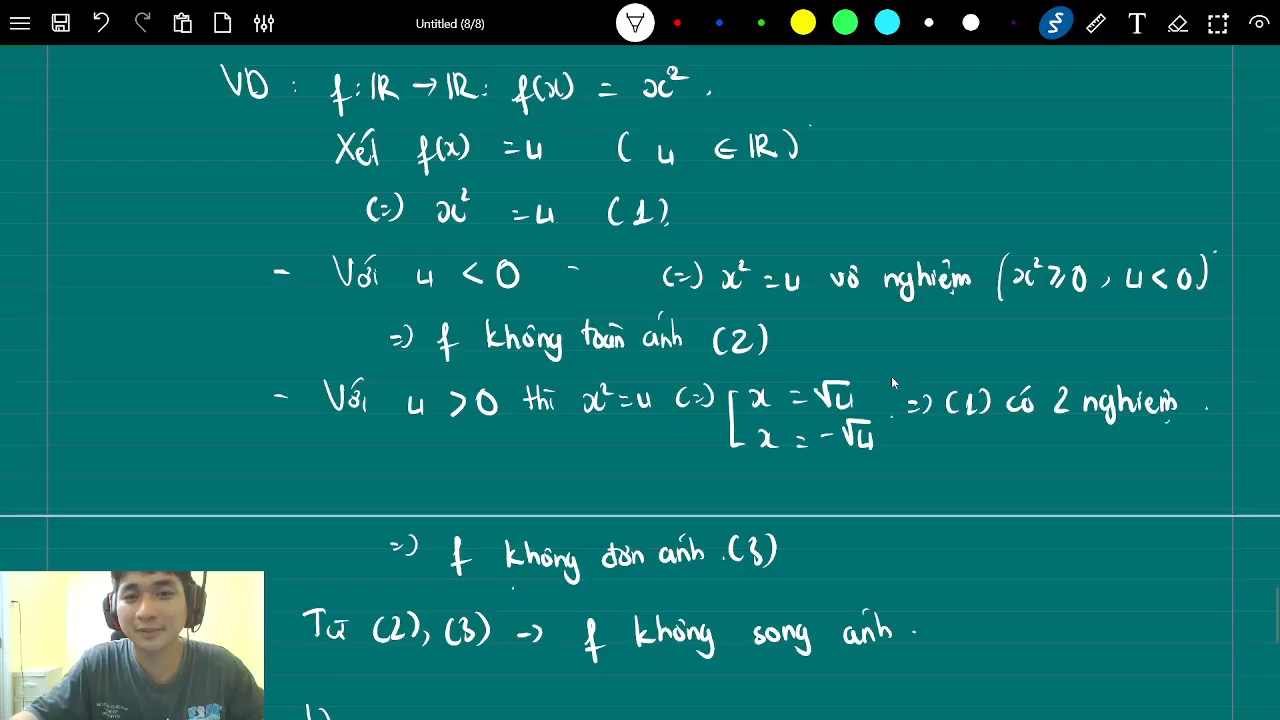 Untitled (8/8)
VD : f: ℝ → ℝ: f(x) = x².
Xét f(x) = u ( u ∈ ℝ)
(=) x² = u (1)
- Với u < 0 (=) x² = u vô nghiệm (x² ≥ 0 , u < 0)
=) f không toàn ánh (2)
- Với u > 0 thì x² = u (=) [ x = √u =) (1) có 2 nghiệm .
x = -√u
=) f không đơn ánh . (3)
Từ (2), (3) → f không song ánh .